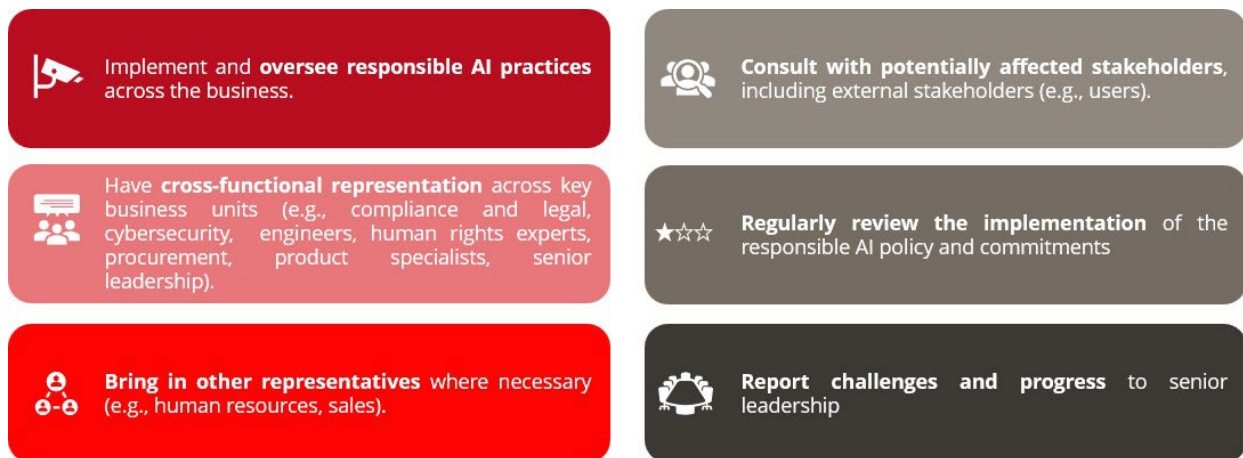 Implement and oversee responsible AI practices
across the business.
Have cross-functional representation across key
business units (e.g., compliance and legal,
cybersecurity, engineers, human rights experts,
procurement, product specialists, senior
leadership).
Bring in other representatives where necessary
(e.g., human resources, sales).
Consult with potentially affected stakeholders,
including external stakeholders (e.g., users).
Regularly review the implementation of the
responsible AI policy and commitments
Report challenges and progress to senior
leadership